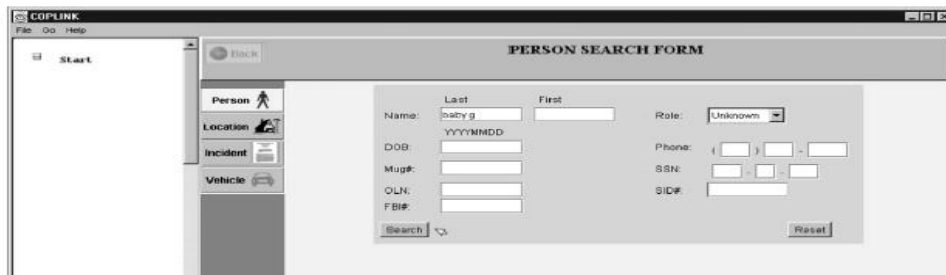 COPLINK
File Go Help
Start
Back
PERSON SEARCH FORM
Person
Location
Incident
Vehicle
Last First
Name: baby g
Role: Unknown
YYYYMMDD
DOB:
Phone: ( ) -
Mug#:
SSN: - -
OLN:
SID#:
FBI#:
Search
Reset